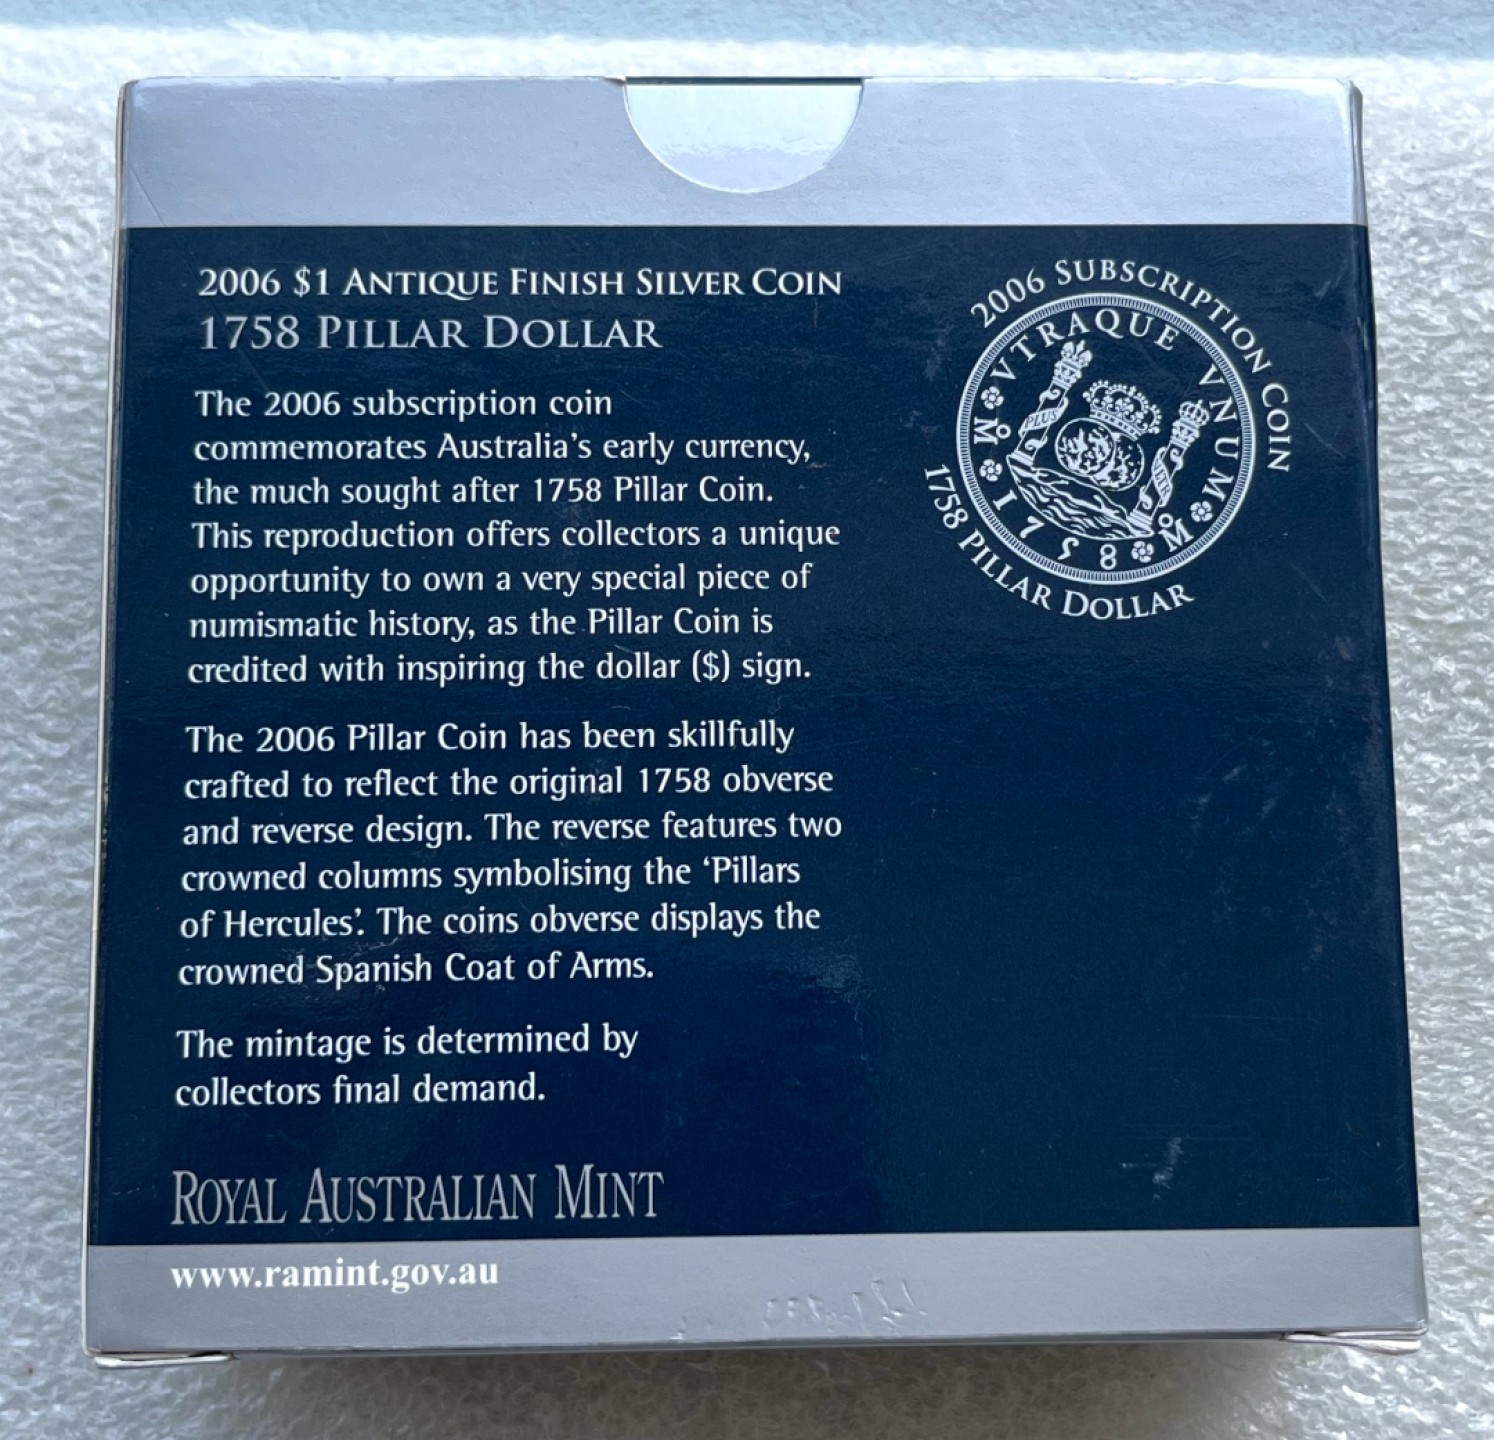 2006 $1 ANTIQUE FINISH SILVER COIN
1758 PILLAR DOLLAR
The 2006 subscription coin
commemorates Australia's early currency,
the much sought after 1758 Pillar Coin.
This reproduction offers collectors a unique
opportunity to own a very special piece of
numismatic history, as the Pillar Coin is
credited with inspiring the dollar ($) sign.
The 2006 Pillar Coin has been skillfully
crafted to reflect the original 1758 obverse
and reverse design. The reverse features two
crowned columns symbolising the 'Pillars
of Hercules'. The coins obverse displays the
crowned Spanish Coat of Arms.
The mintage is determined by
collectors final demand.
ROYAL AUSTRALIAN MINT
www.ramint.gov.au
2006 SUBSCRIPTION COIN
VTRAQUE VNUM
M 1758 M
PLUS
1758 PILLAR DOLLAR